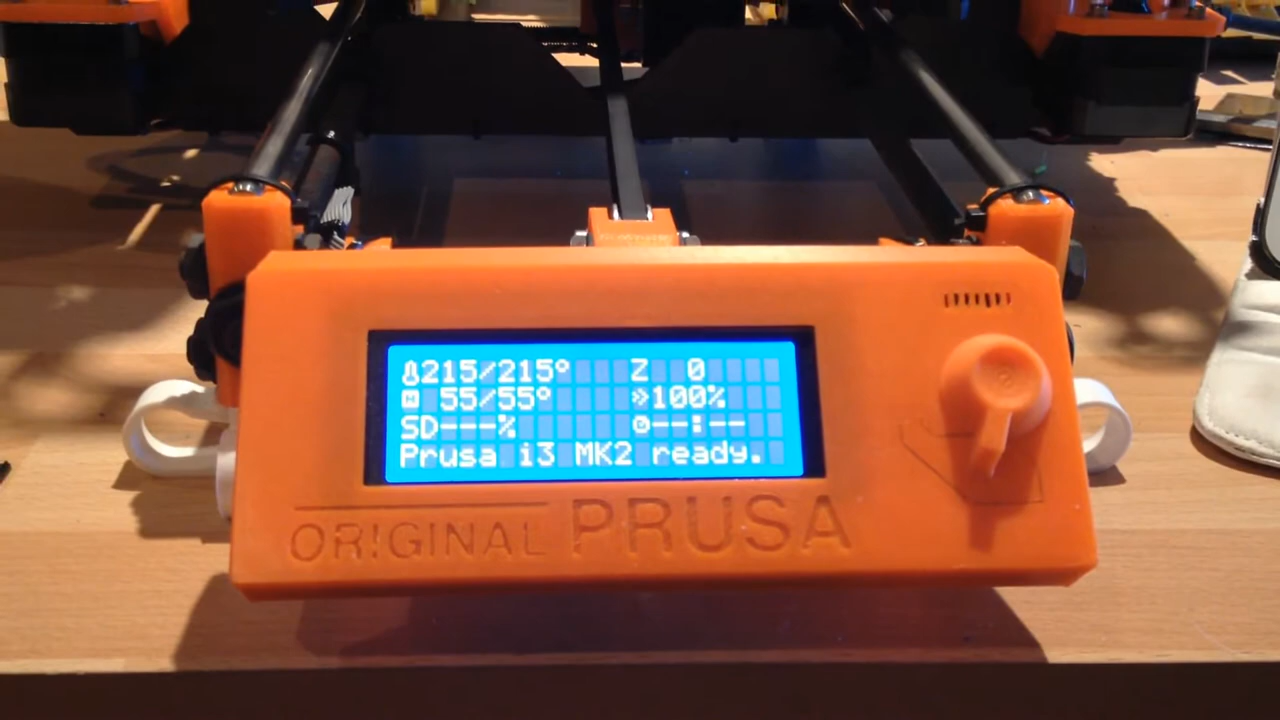 215/215° Z 0
55/55° 100%
SD---% --:--
Prusa i3 MK2 ready.
ORIGINAL PRUSA